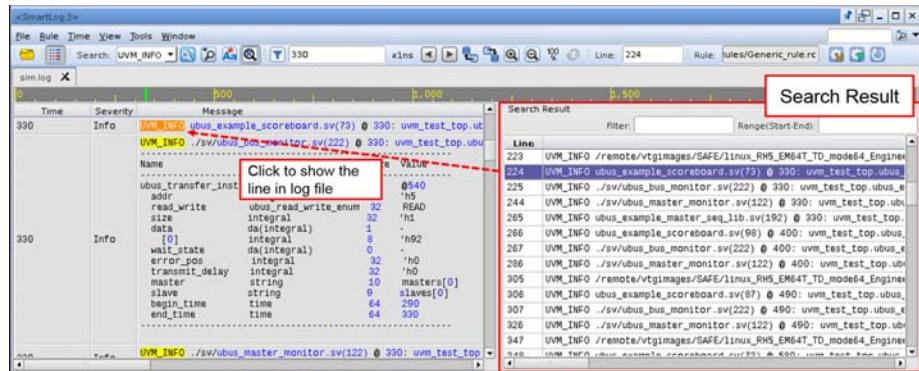 <SmartLog:3>
File Rule Time View Tools Window
Search: UVM_INFO 330 x1ns Line: 224 Rule: ules/Generic_rule.rc
sim.log X
0 500 1,000 1,500
Search Result
Time Severity Message
330 Info UVM_INFO ubus_example_scoreboard.sv(73) @ 330: uvm_test_top.ut
UVM_INFO ./sv/ubus_bus_monitor.sv(222) @ 330: uvm_test_top.ubu
Name Value
Click to show the line in log file
ubus_transfer_inst @540
addr 'h5
read_write ubus_read_write_enum 32 READ
size integral 32 'h1
data da(integral) 1 -
330 Info [0] integral 8 'h92
wait_state da(integral) 0 -
error_pos integral 32 'h0
transmit_delay integral 32 'h0
master string 10 masters[0]
slave string 9 slaves[0]
begin_time time 64 290
end_time time 64 330
UVM_INFO ./sv/ubus_master_monitor.sv(122) @ 330: uvm_test_top
Search Result
Filter: Range(Start-End):
Line
223 UVM_INFO /remote/vtgimages/SAFE/linux_RH5_EM64T_TD_mode64_Enginee
224 UVM_INFO ubus_example_scoreboard.sv(73) @ 330: uvm_test_top.ubus_
225 UVM_INFO ./sv/ubus_bus_monitor.sv(222) @ 330: uvm_test_top.ubus_e
244 UVM_INFO ./sv/ubus_master_monitor.sv(122) @ 330: uvm_test_top.ubu
265 UVM_INFO ubus_example_master_seq_lib.sv(192) @ 330: uvm_test_top.
266 UVM_INFO ubus_example_scoreboard.sv(98) @ 400: uvm_test_top.ubus_
267 UVM_INFO ./sv/ubus_bus_monitor.sv(222) @ 400: uvm_test_top.ubus_e
286 UVM_INFO ./sv/ubus_master_monitor.sv(122) @ 400: uvm_test_top.ubu
305 UVM_INFO /remote/vtgimages/SAFE/linux_RH5_EM64T_TD_mode64_Enginee
306 UVM_INFO ubus_example_scoreboard.sv(87) @ 490: uvm_test_top.ubus_
307 UVM_INFO ./sv/ubus_bus_monitor.sv(222) @ 490: uvm_test_top.ubus_e
326 UVM_INFO ./sv/ubus_master_monitor.sv(122) @ 490: uvm_test_top.ubu
347 UVM_INFO /remote/vtgimages/SAFE/linux_RH5_EM64T_TD_mode64_Enginee